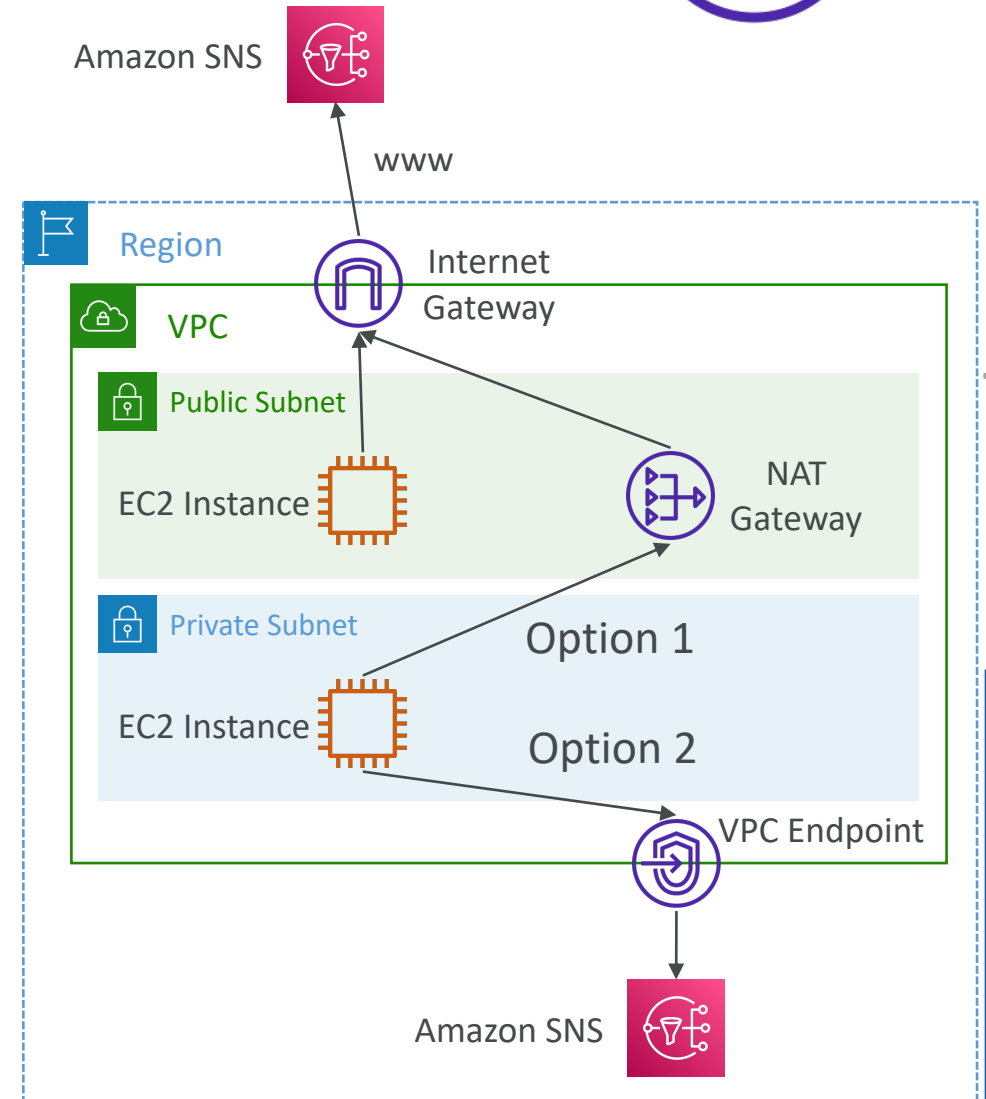 Amazon SNS
www
Region
Internet
Gateway
VPC
Public Subnet
EC2 Instance
NAT
Gateway
Private Subnet
Option 1
EC2 Instance
Option 2
VPC Endpoint
Amazon SNS